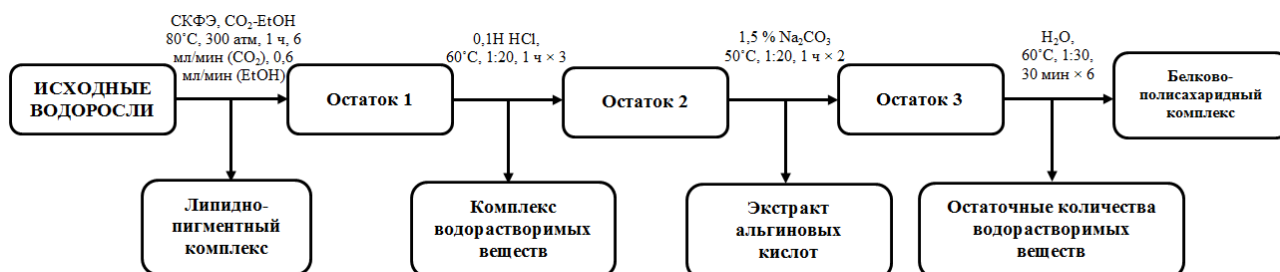 СКФЭ, CO₂-EtOH
80˚C, 300 атм, 1 ч, 6
мл/мин (CO₂), 0,6
мл/мин (EtOH)
0,1Н HCl,
60˚C, 1:20, 1 ч × 3
1,5 % Na₂CO₃
50˚C, 1:20, 1 ч × 2
H₂O,
60˚C, 1:30,
30 мин × 6
ИСХОДНЫЕ
ВОДОРОСЛИ
Остаток 1
Остаток 2
Остаток 3
Белково-
полисахаридный
комплекс
Липидно-
пигментный
комплекс
Комплекс
водорастворимых
веществ
Экстракт
альгиновых
кислот
Остаточные количества
водорастворимых
веществ